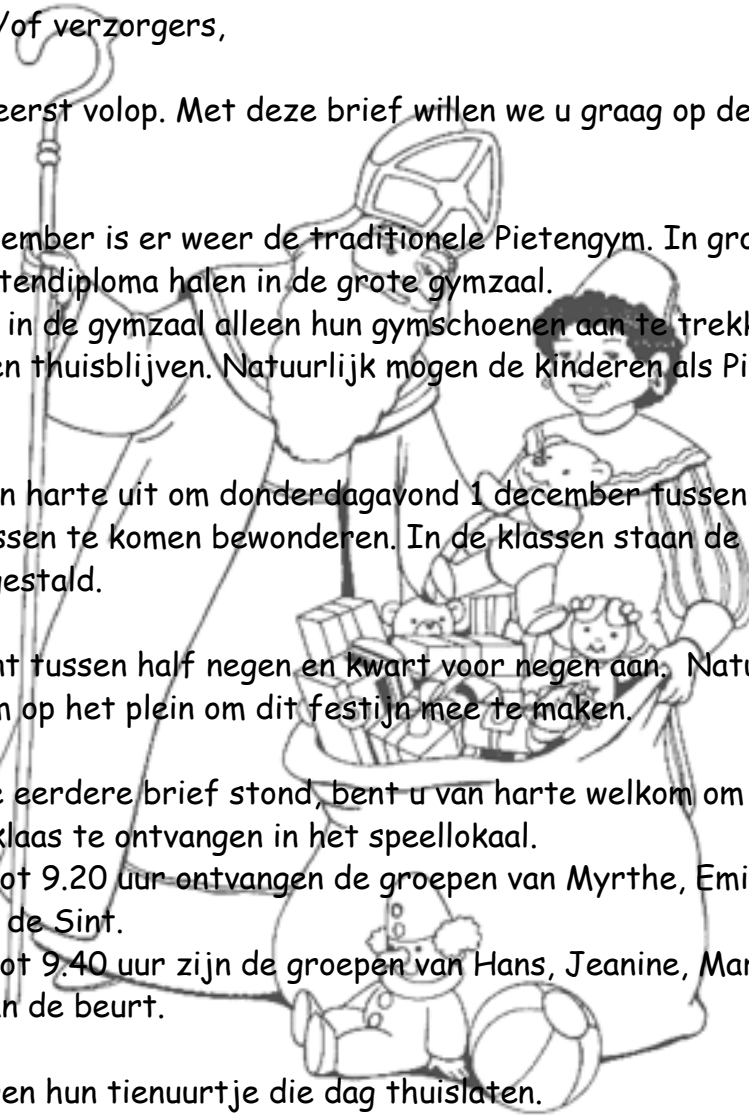 /of verzorgers,
eerst volop. Met deze brief willen we u graag op de
ember is er weer de traditionele Pietengym. In gro
tendiploma halen in de grote gymzaal.
in de gymzaal alleen hun gymschoenen aan te trekk
en thuisblijven. Natuurlijk mogen de kinderen als Pi
n harte uit om donderdagavond 1 december tussen
ssen te komen bewonderen. In de klassen staan de
gestald.
nt tussen half negen en kwart voor negen aan. Natu
n op het plein om dit festijn mee te maken.
e eerdere brief stond, bent u van harte welkom om
klaas te ontvangen in het speellokaal.
ot 9.20 uur ontvangen de groepen van Myrthe, Emi
de Sint.
ot 9.40 uur zijn de groepen van Hans, Jeanine, Mar
n de beurt.
en hun tienuurtje die dag thuislaten.